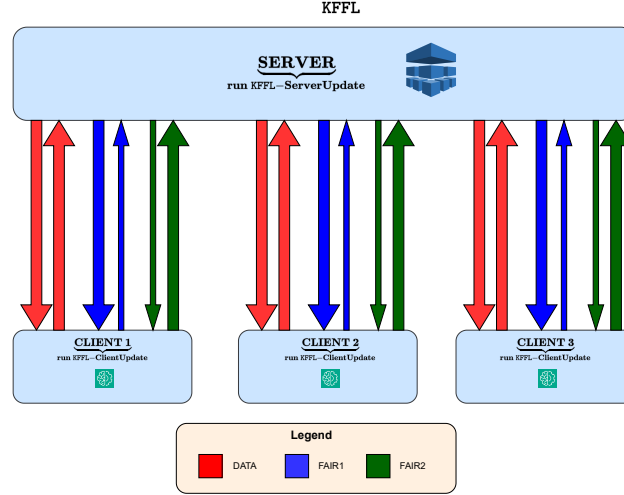 KFFL
SERVER
run KFFL-ServerUpdate
CLIENT 1
run KFFL-ClientUpdate
CLIENT 2
run KFFL-ClientUpdate
CLIENT 3
run KFFL-ClientUpdate
Legend
DATA
FAIR1
FAIR2